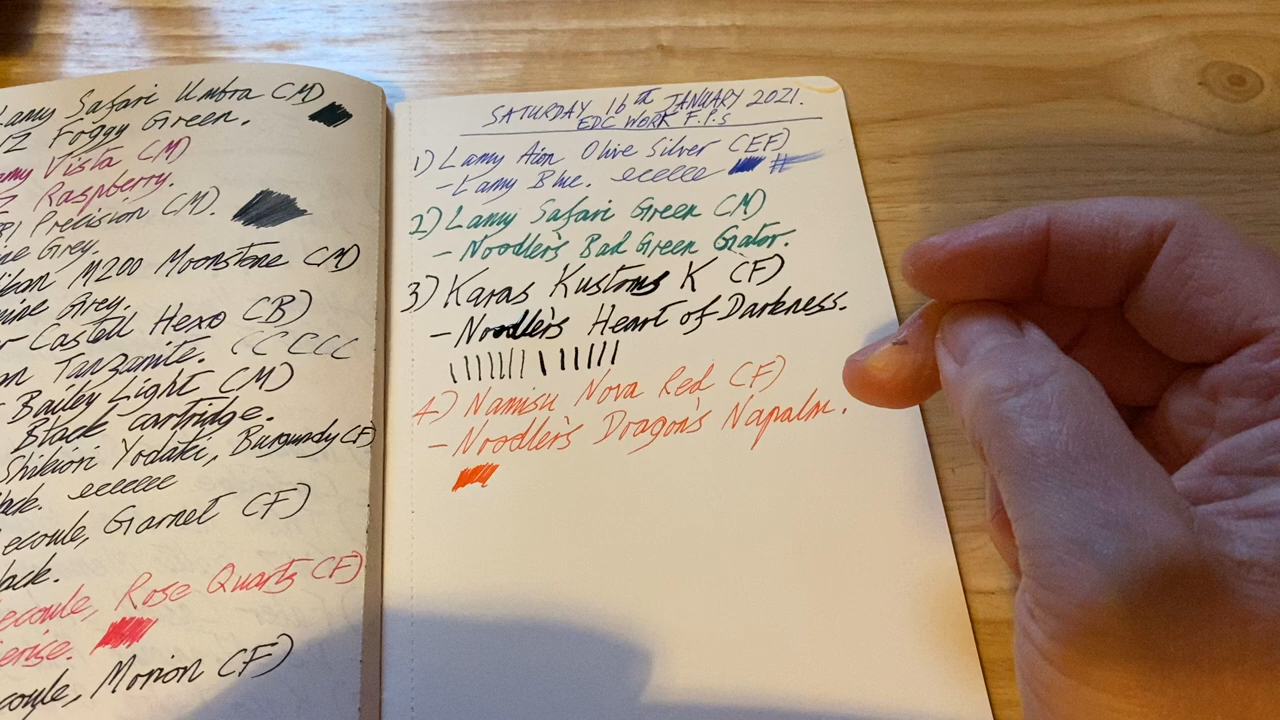 Lamy Safari Umbra (M)
Foggy Green.
Vista (M)
Raspberry.
Precision (M).
Grey.
M200 Moonstone (M)
Grey.
Castell Hexo (B)
Tanzanite. CCCCC
Bailey Light (M)
Black cartridge.
Shikiori Yodaki, Burgundy (F)
eeeeeee
Garnet (F)
Rose Quartz (F)
Morion (F)
SATURDAY 16th JANUARY 2021.
EDC WORK F.P.s
1) Lamy Aion Olive Silver (EF)
- Lamy Blue. eeeeeee
2) Lamy Safari Green (M)
- Noodler's Bad Green Gator.
3) Karas Kustoms K (F)
- Noodler's Heart of Darkness.
4) Namisu Nova Red (F)
- Noodler's Dragon's Napalm.